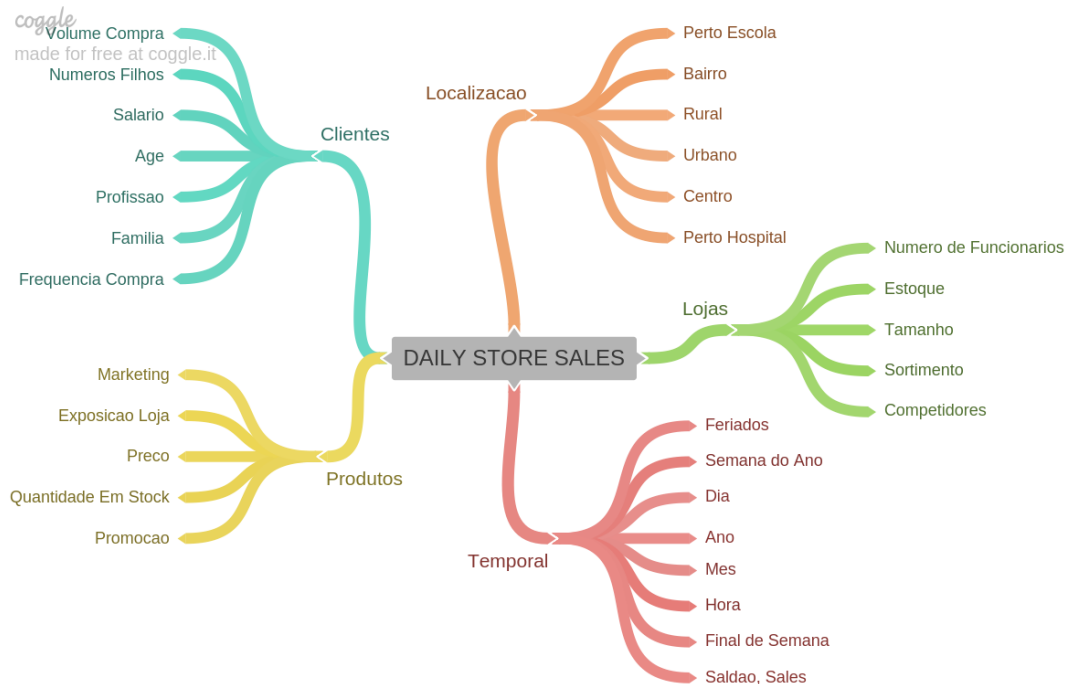 coggle
made for free at coggle.it
Volume Compra
Numeros Filhos
Salario
Age
Profissao
Familia
Frequencia Compra
Clientes
Marketing
Exposicao Loja
Preco
Quantidade Em Stock
Promocao
Produtos
DAILY STORE SALES
Localizacao
Perto Escola
Bairro
Rural
Urbano
Centro
Perto Hospital
Lojas
Numero de Funcionarios
Estoque
Tamanho
Sortimento
Competidores
Temporal
Feriados
Semana do Ano
Dia
Ano
Mes
Hora
Final de Semana
Saldao, Sales